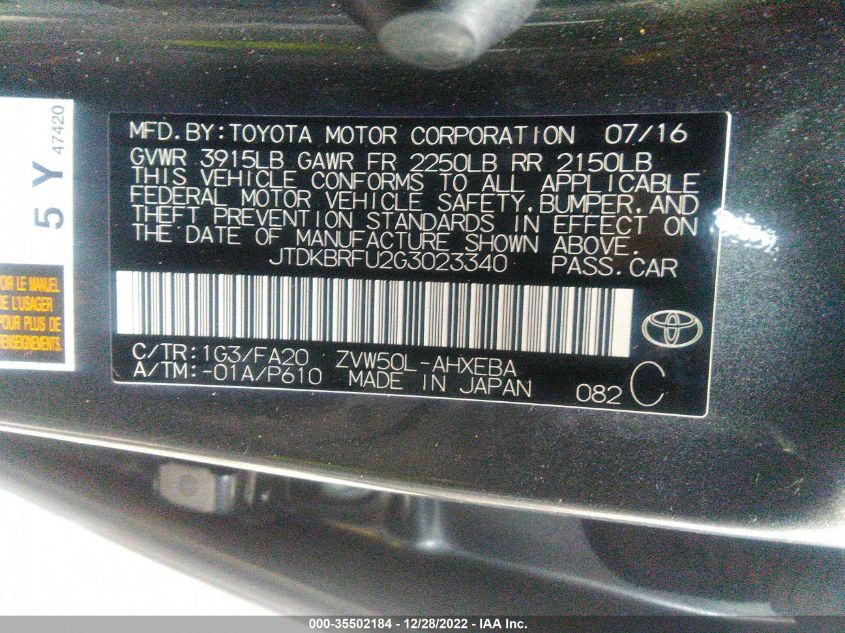 MFD. BY: TOYOTA MOTOR CORPORATION 07/16
GVWR 3915LB GAWR FR 2250LB RR 2150LB
THIS VEHICLE CONFORMS TO ALL APPLICABLE
FEDERAL MOTOR VEHICLE SAFETY, BUMPER, AND
THEFT PREVENTION STANDARDS IN EFFECT ON
THE DATE OF MANUFACTURE SHOWN ABOVE.
JTDKBRFU2G3023340 PASS. CAR
C/TR: 1G3/FA20 ZVW50L-AHXEBA
A/TM: -01A/P610 MADE IN JAPAN 082 C
5 Y 47420
OIR LE MANUEL
DE L'USAGER
POUR PLUS DE
RENSEIGNEMENTS
000-35502184 - 12/28/2022 - IAA Inc.